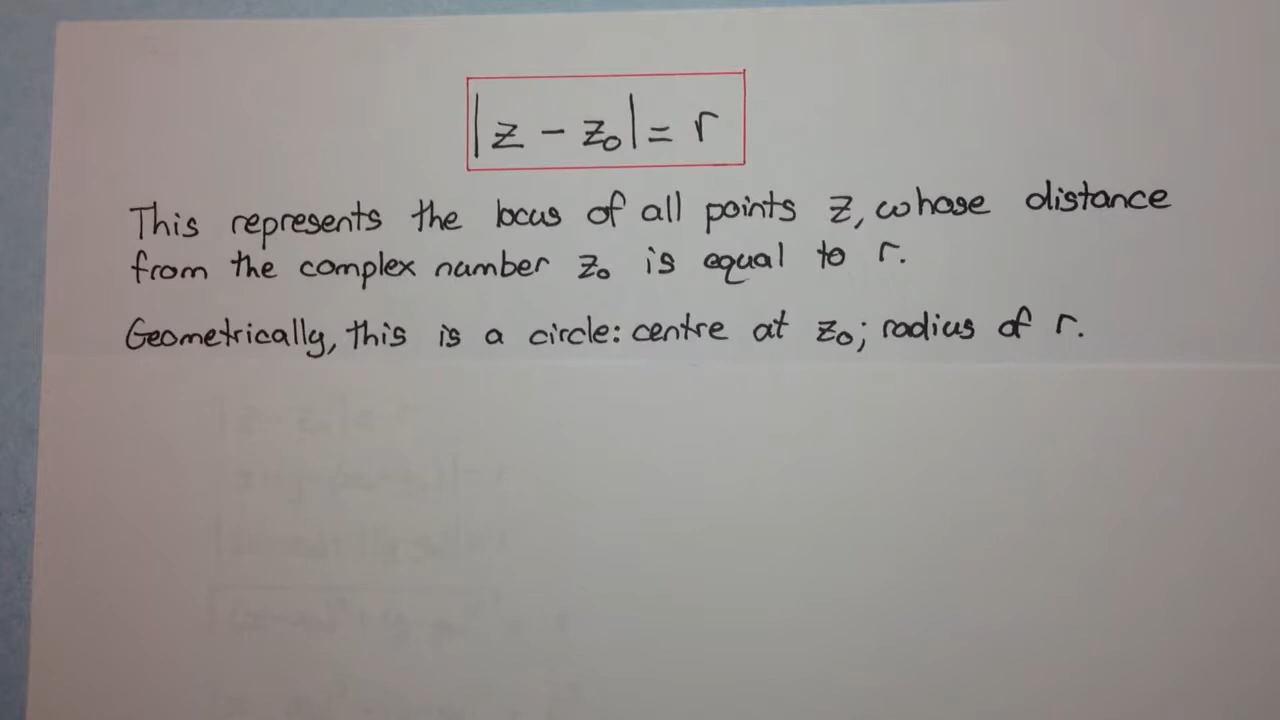 |z - z₀| = r
This represents the locus of all points z, whose distance
from the complex number z₀ is equal to r.
Geometrically, this is a circle: centre at z₀; radius of r.